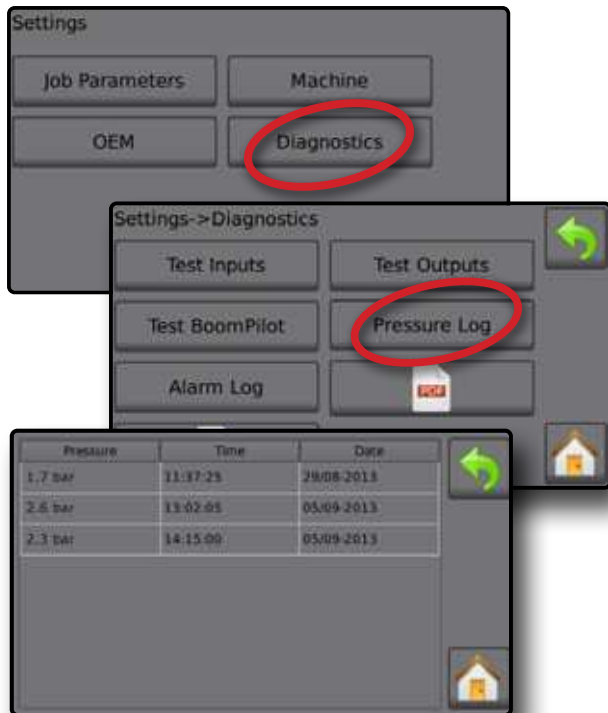 Settings
Job Parameters Machine
OEM Diagnostics
Settings->Diagnostics
Test Inputs Test Outputs
Test BoomPilot Pressure Log
Alarm Log PDF
Pressure Time Date
1.7 bar 11:37:25 29/08-2013
2.6 bar 13:02:05 05/09-2013
2.3 bar 14:15:00 05/09-2013